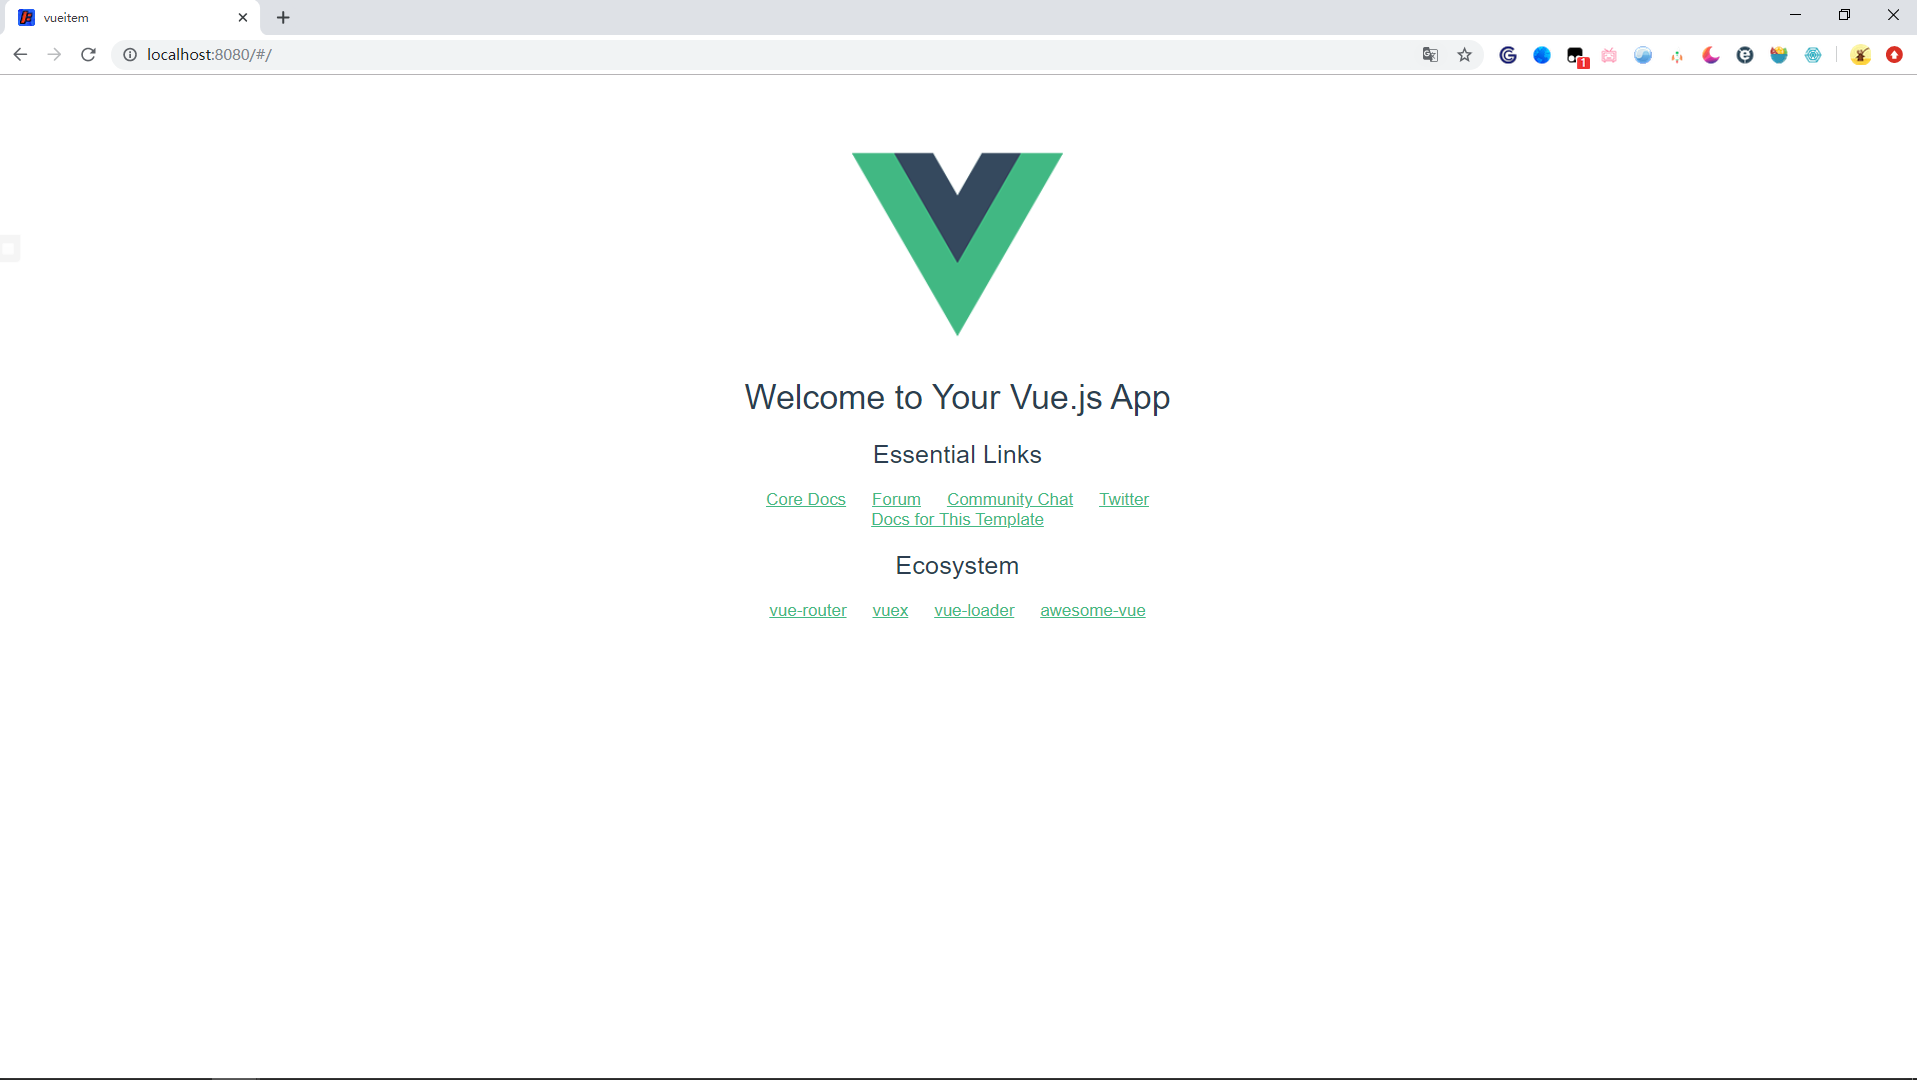 vueitem
localhost:8080/#/
1
Welcome to Your Vue.js App
Essential Links
Core Docs Forum Community Chat Twitter
Docs for This Template
Ecosystem
vue-router vuex vue-loader awesome-vue